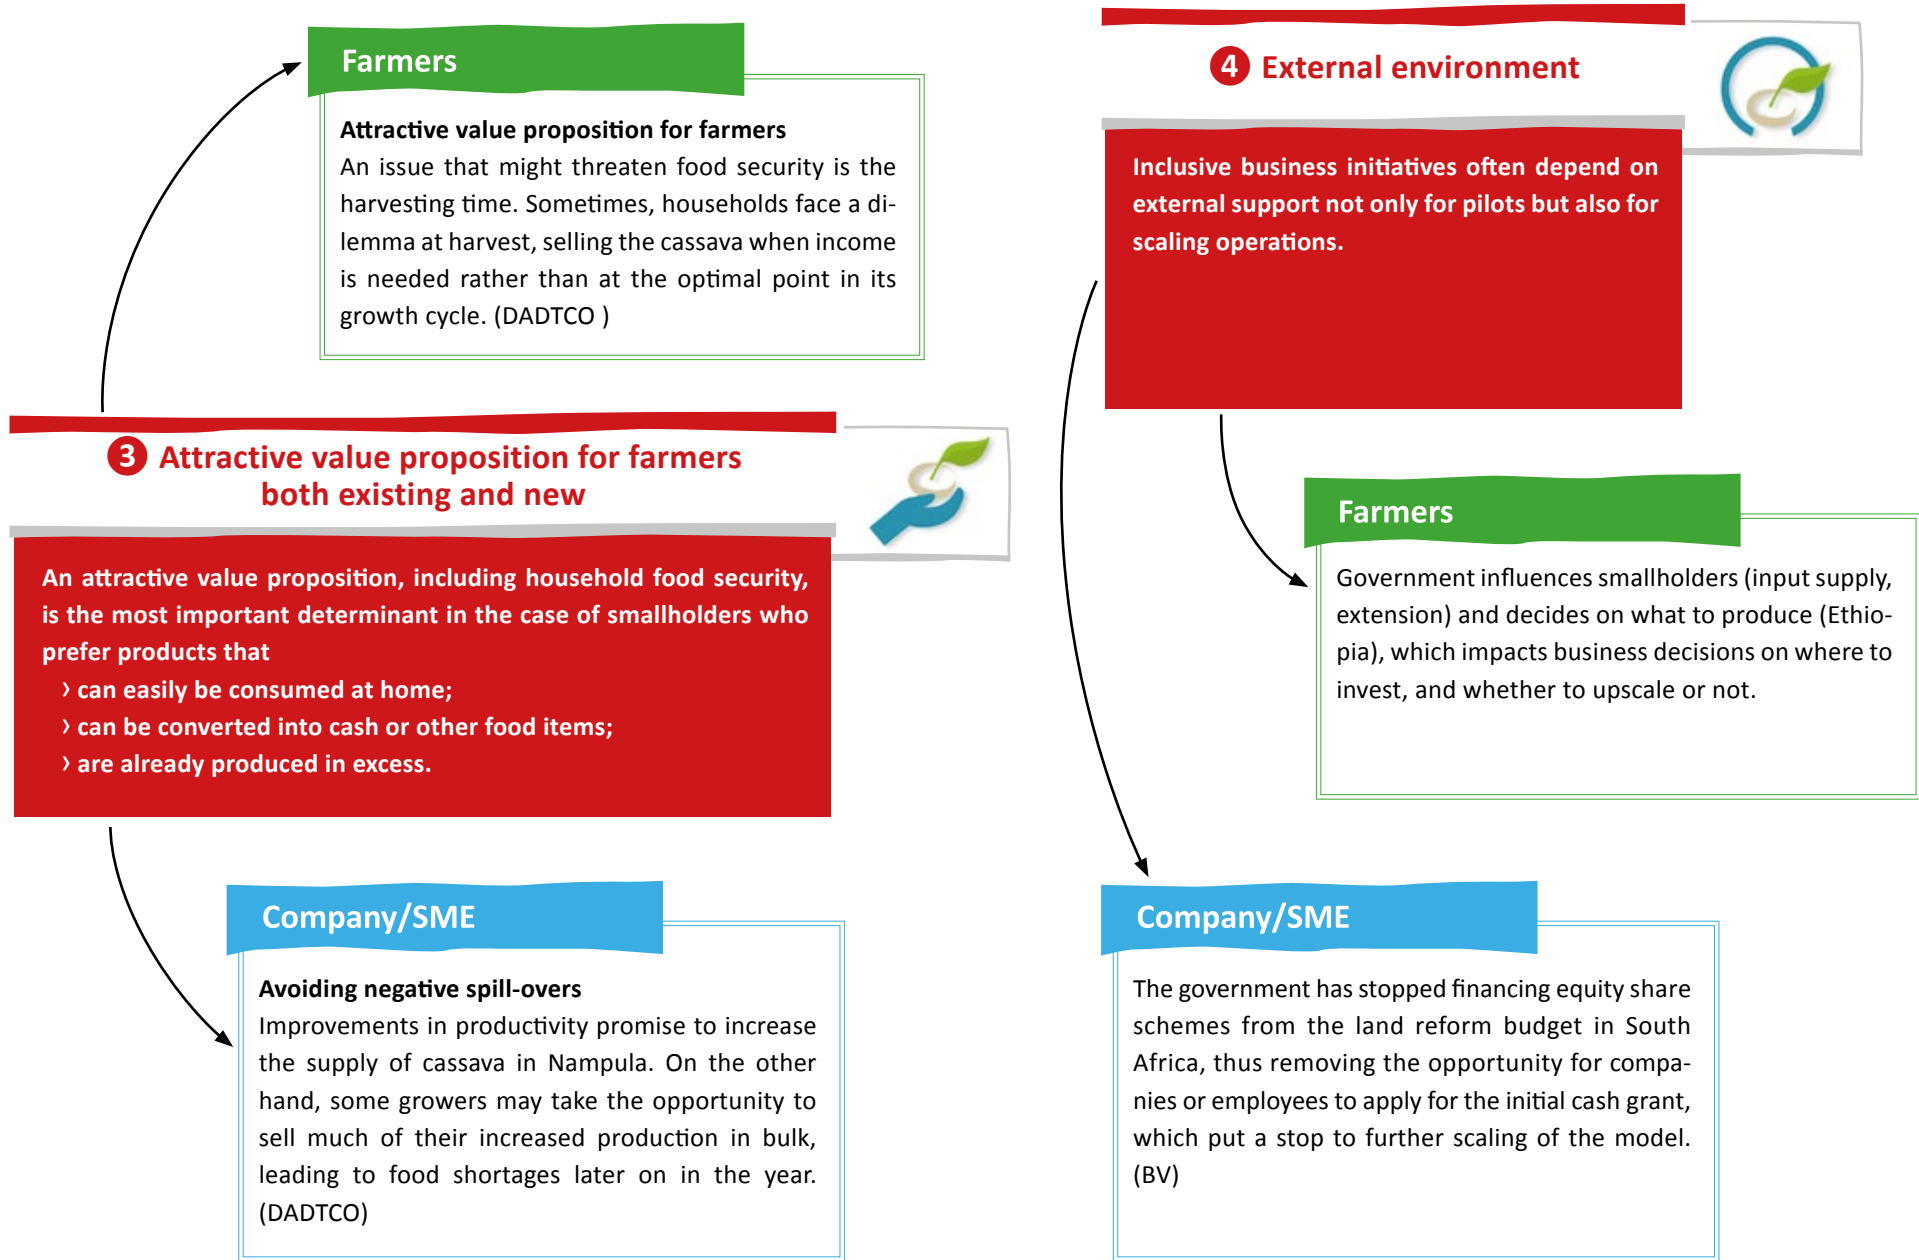 Farmers
Attractive value proposition for farmers
An issue that might threaten food security is the
harvesting time. Sometimes, households face a di-
lemma at harvest, selling the cassava when income
is needed rather than at the optimal point in its
growth cycle. (DADTCO )
3 Attractive value proposition for farmers
both existing and new
An attractive value proposition, including household food security,
is the most important determinant in the case of smallholders who
prefer products that
› can easily be consumed at home;
› can be converted into cash or other food items;
› are already produced in excess.
Company/SME
Avoiding negative spill-overs
Improvements in productivity promise to increase
the supply of cassava in Nampula. On the other
hand, some growers may take the opportunity to
sell much of their increased production in bulk,
leading to food shortages later on in the year.
(DADTCO)
4 External environment
Inclusive business initiatives often depend on
external support not only for pilots but also for
scaling operations.
Farmers
Government influences smallholders (input supply,
extension) and decides on what to produce (Ethio-
pia), which impacts business decisions on where to
invest, and whether to upscale or not.
Company/SME
The government has stopped financing equity share
schemes from the land reform budget in South
Africa, thus removing the opportunity for compa-
nies or employees to apply for the initial cash grant,
which put a stop to further scaling of the model.
(BV)